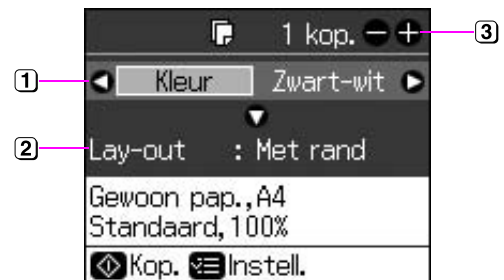 1 kop. 3
1 Kleur Zwart-wit
2 Lay-out : Met rand
Gewoon pap.,A4
Standaard,100%
Kop. Instell.